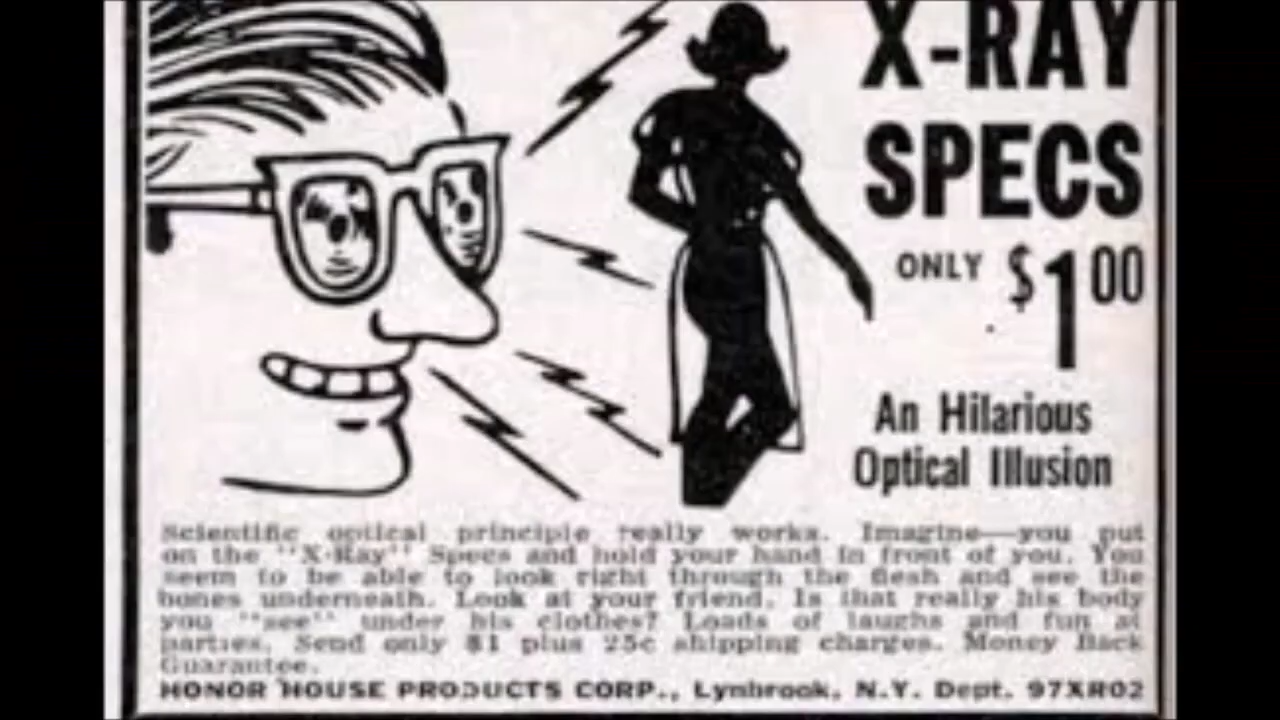 X-RAY
SPECS
ONLY $1 00
An Hilarious
Optical Illusion
Scientific optical principle really works. Imagine—you put
on the "X-Ray" Specs and hold your hand in front of you. You
seem to be able to look right through the flesh and see the
bones underneath. Look at your friend. Is that really his body
you "see" under his clothes? Loads of laughs and fun at
parties. Send only $1 plus 25c shipping charges. Money Back
Guarantee.
HONOR HOUSE PRODUCTS CORP., Lynbrook, N.Y. Dept. 97XR02